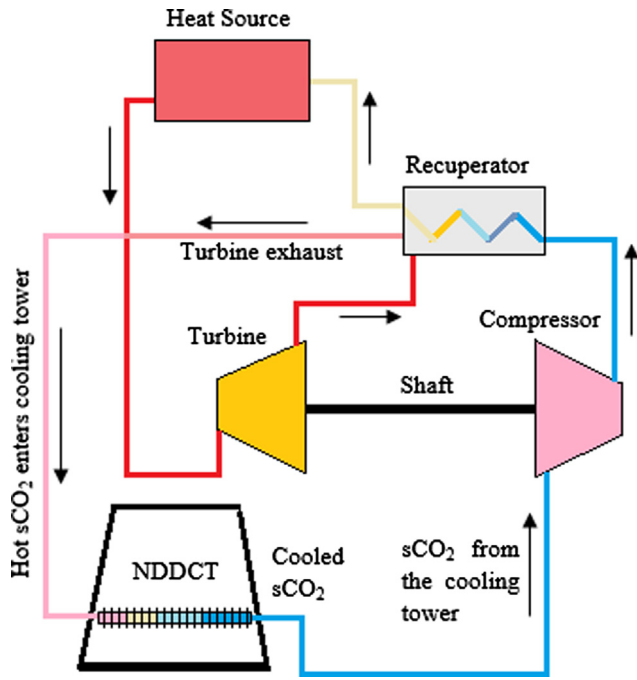 Heat Source
Recuperator
Turbine exhaust
Turbine
Compressor
Shaft
Hot sCO₂ enters cooling tower
NDDCT
Cooled
sCO₂
sCO₂ from
the cooling
tower